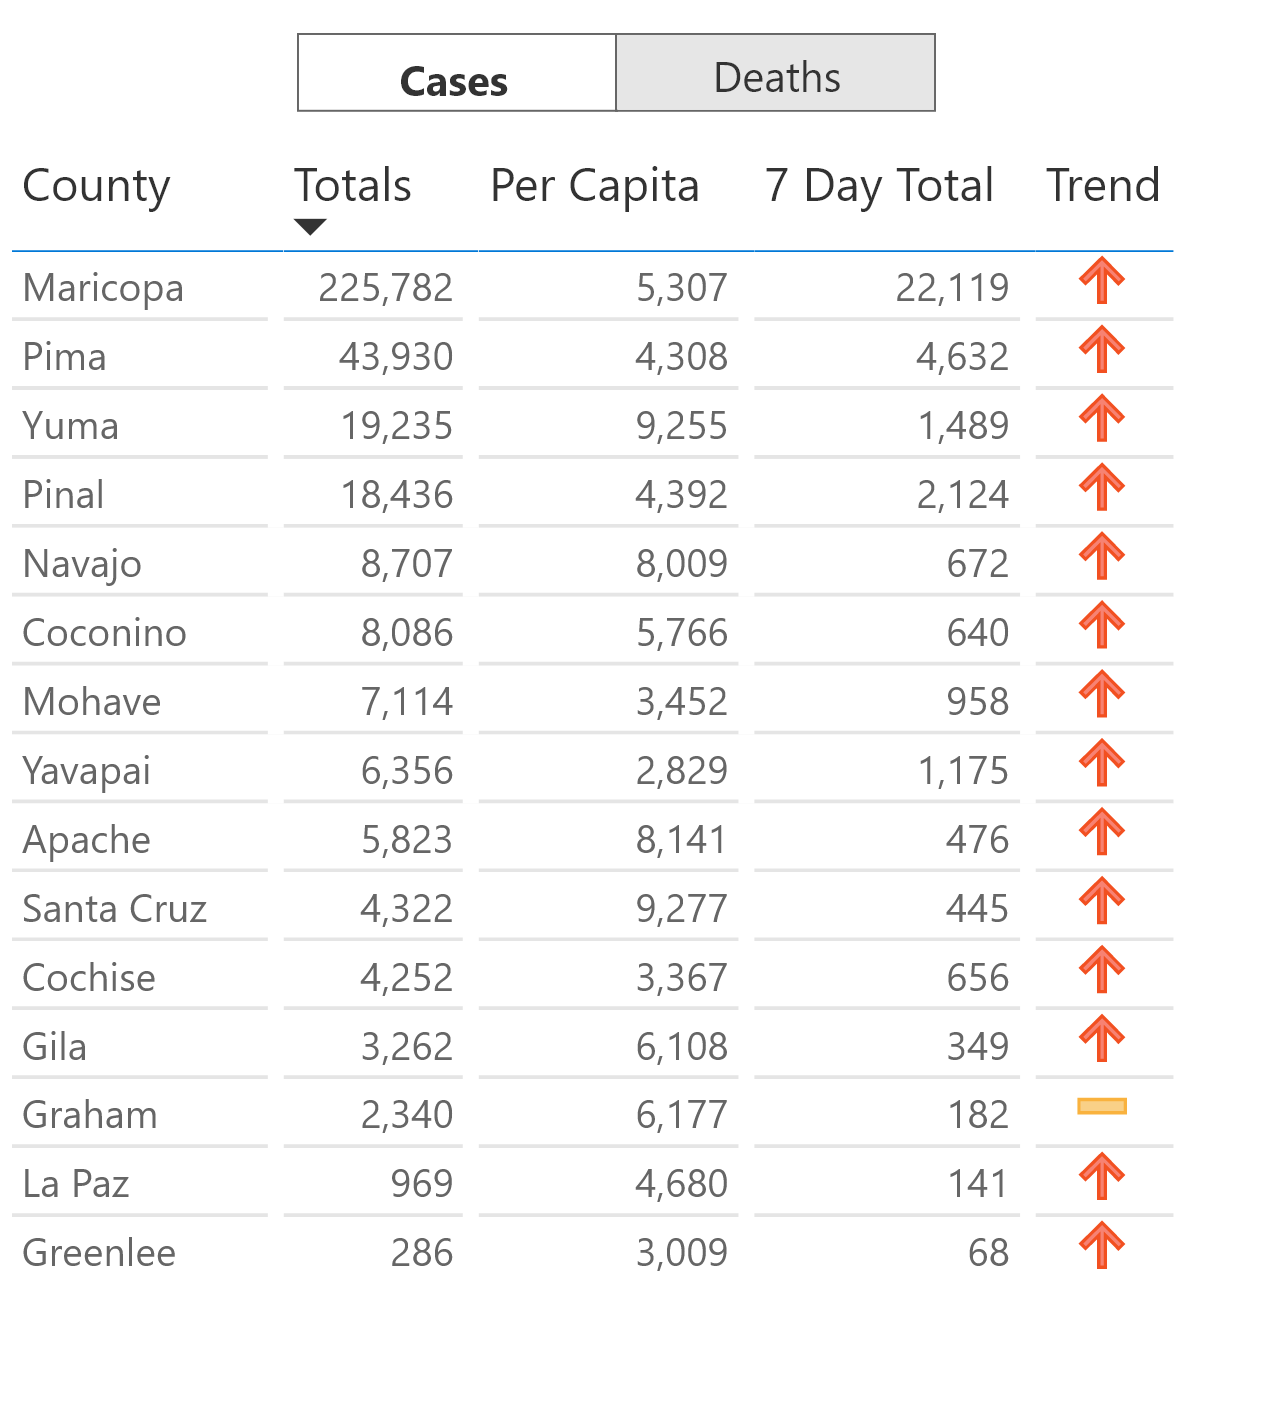 Cases Deaths
County Totals Per Capita 7 Day Total Trend
Maricopa 225,782 5,307 22,119
Pima 43,930 4,308 4,632
Yuma 19,235 9,255 1,489
Pinal 18,436 4,392 2,124
Navajo 8,707 8,009 672
Coconino 8,086 5,766 640
Mohave 7,114 3,452 958
Yavapai 6,356 2,829 1,175
Apache 5,823 8,141 476
Santa Cruz 4,322 9,277 445
Cochise 4,252 3,367 656
Gila 3,262 6,108 349
Graham 2,340 6,177 182
La Paz 969 4,680 141
Greenlee 286 3,009 68